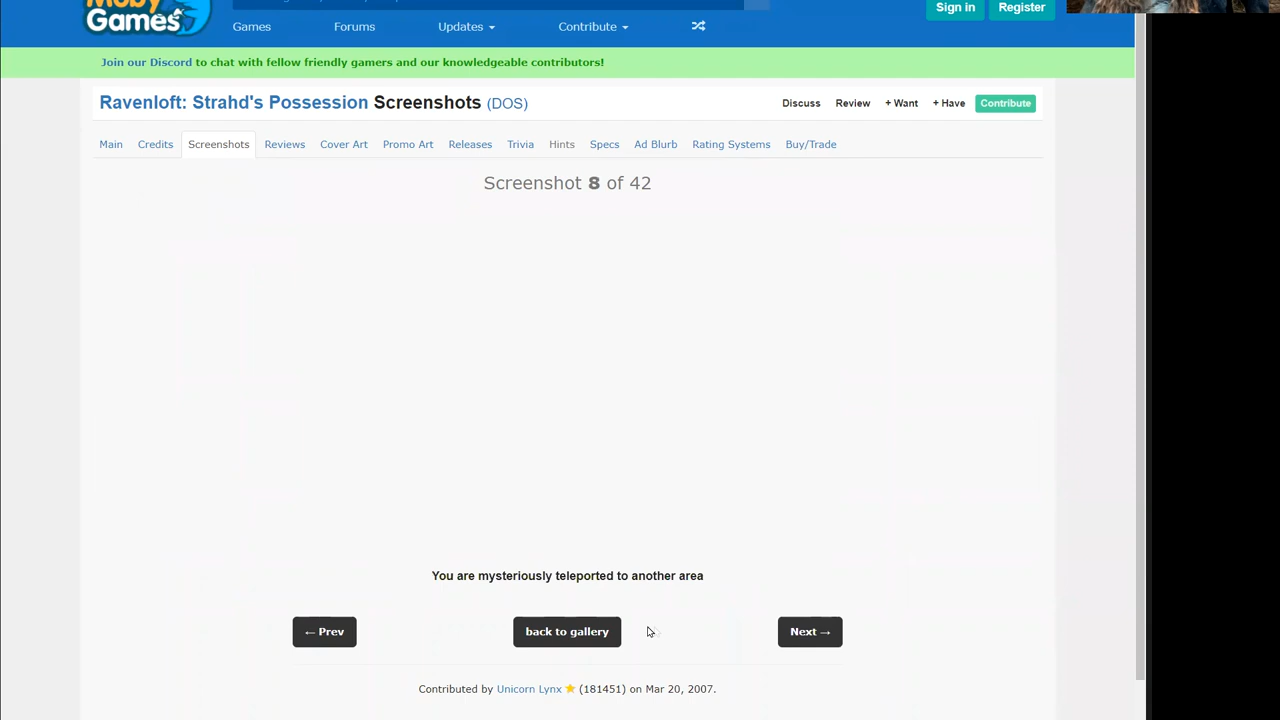 Moby
Games
Sign in
Register
Games
Forums
Updates
Contribute
Join our Discord to chat with fellow friendly gamers and our knowledgeable contributors!
Ravenloft: Strahd's Possession Screenshots (DOS)
Discuss
Review
+ Want
+ Have
Contribute
Main
Credits
Screenshots
Reviews
Cover Art
Promo Art
Releases
Trivia
Hints
Specs
Ad Blurb
Rating Systems
Buy/Trade
Screenshot 8 of 42
You are mysteriously teleported to another area
← Prev
back to gallery
Next →
Contributed by Unicorn Lynx ★ (181451) on Mar 20, 2007.